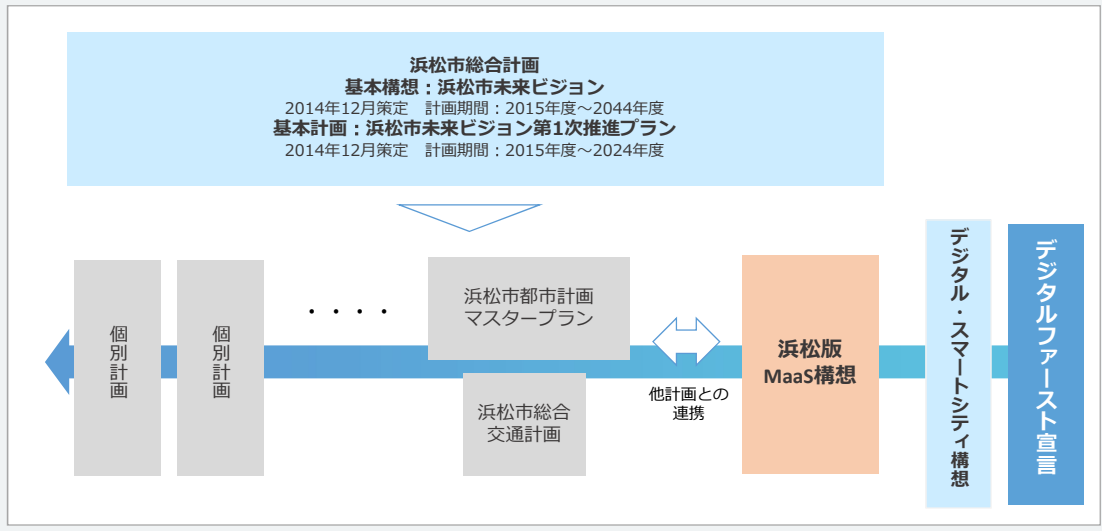 浜松市総合計画
基本構想：浜松市未来ビジョン
2014年12月策定　計画期間：2015年度～2044年度
基本計画：浜松市未来ビジョン第1次推進プラン
2014年12月策定　計画期間：2015年度～2024年度
個別計画
個別計画
・・・・
浜松市都市計画
マスタープラン
浜松市総合
交通計画
他計画との
連携
浜松版
MaaS構想
デジタル・スマートシティ構想
デジタルファースト宣言